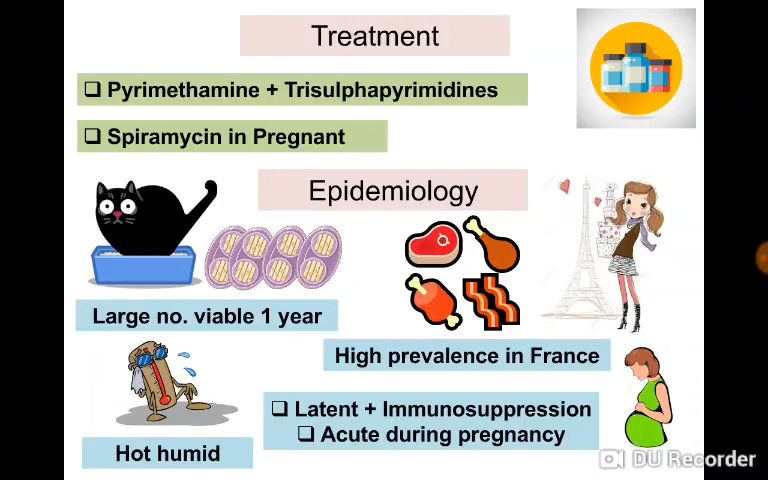 Treatment
❑ Pyrimethamine + Trisulphapyrimidines
❑ Spiramycin in Pregnant
Epidemiology
Large no. viable 1 year
High prevalence in France
❑ Latent + Immunosuppression
❑ Acute during pregnancy
Hot humid
DU Recorder